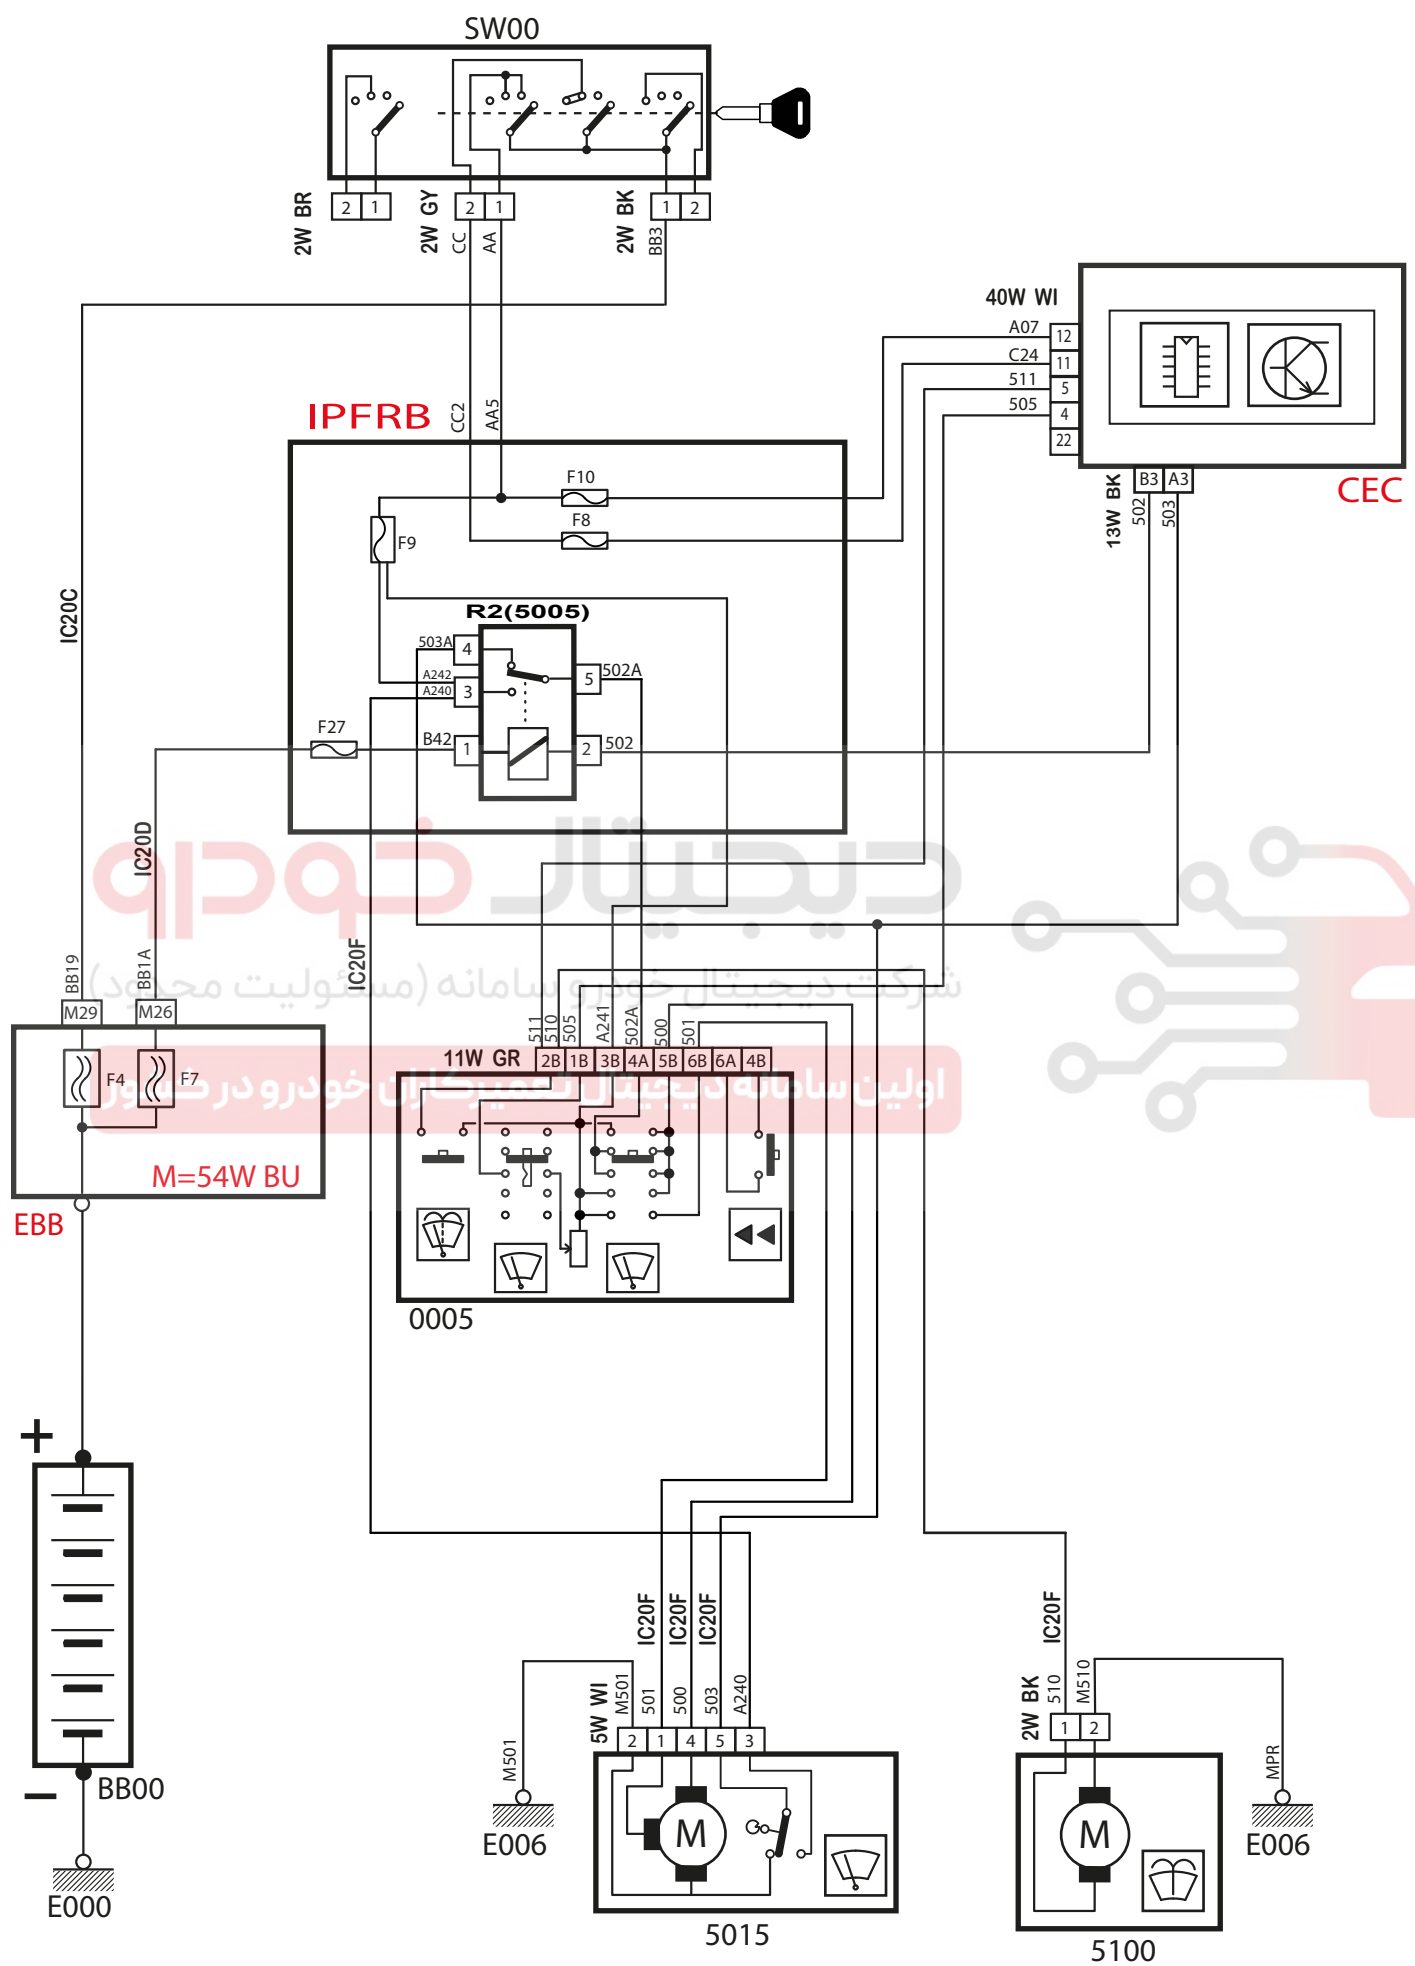 SW00
2W BR
2
1
2W GY
2
1
2W BK
1
2
CC
AA
BB3
40W WI
A07
12
C24
11
511
5
505
4
22
CEC
13W BK
B3
A3
502
503
IPFRB
CC2
AA5
F10
F8
F9
R2(5005)
503A
4
A242
A240
3
5
502A
F27
B42
1
2
502
IC20C
IC20D
IC20F
دیجیتال خودرو
شرکت دیجیتال خودرو سامانه (مسئولیت محدود)
اولین سامانه دیجیتال تعمیرکاران خودرو در کشور
BB19
BB1A
M29
M26
F4
F7
M=54W BU
EBB
511
510
505
A241
502A
500
501
11W GR
2B
1B
3B
4A
5B
6B
6A
4B
0005
+
−
BB00
E000
IC20F
IC20F
IC20F
IC20F
5W WI
M501
501
500
503
A240
2
1
4
5
3
M501
E006
M
5015
2W BK
510
M510
1
2
MPR
E006
M
5100